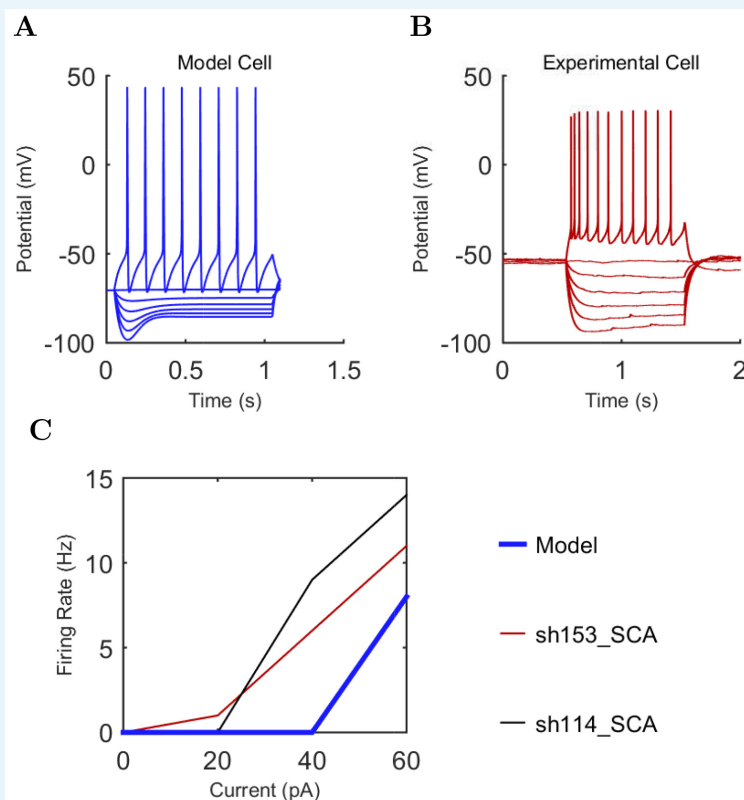 A
Model Cell
50
0
-50
-100
Potential (mV)
0 0.5 1 1.5
Time (s)
B
Experimental Cell
50
0
-50
-100
Potential (mV)
0 1 2
Time (s)
C
15
10
5
0
Firing Rate (Hz)
0 20 40 60
Current (pA)
Model
sh153_SCA
sh114_SCA